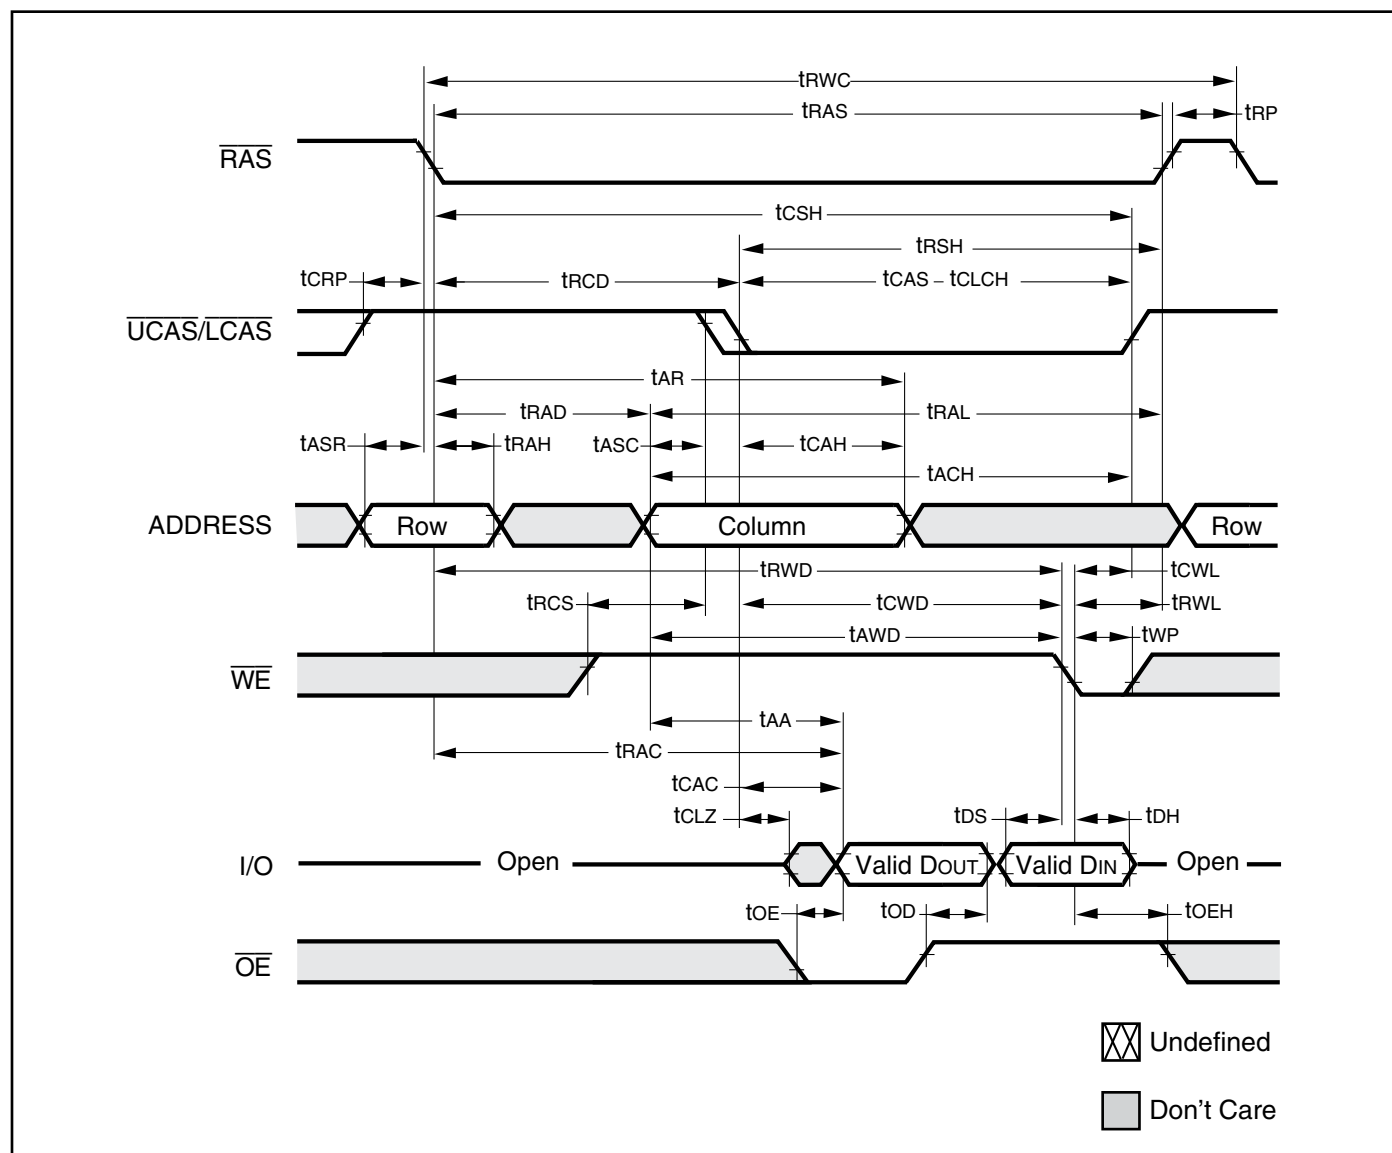 tRWC
tRAS
tRP
RAS
tCSH
tRSH
tCRP
tRCD
tCAS – tCLCH
UCAS/LCAS
tAR
tRAD
tRAL
tASR
tRAH
tASC
tCAH
tACH
ADDRESS
Row
Column
Row
tRWD
tCWL
tRCS
tCWD
tRWL
tAWD
tWP
WE
tAA
tRAC
tCAC
tCLZ
tDS
tDH
I/O
Open
Valid DOUT
Valid DIN
Open
tOE
tOD
tOEH
OE
Undefined
Don't Care